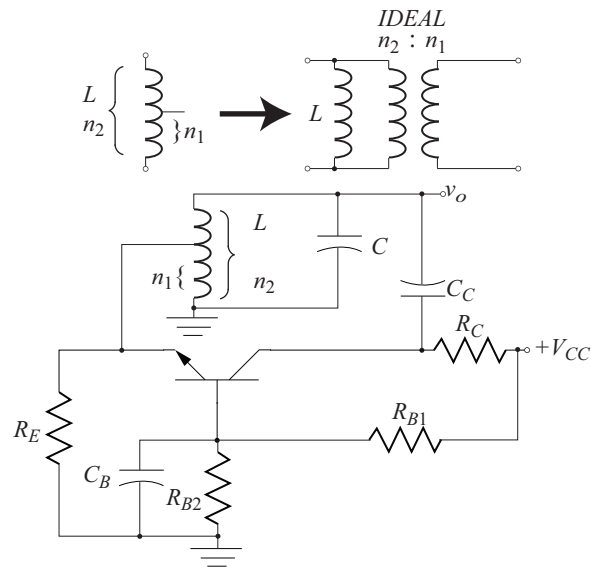 IDEAL
n2 : n1
L
n2
}n1
L
vo
L
n1{
n2
C
CC
RC
+VCC
RB1
RE
CB
RB2